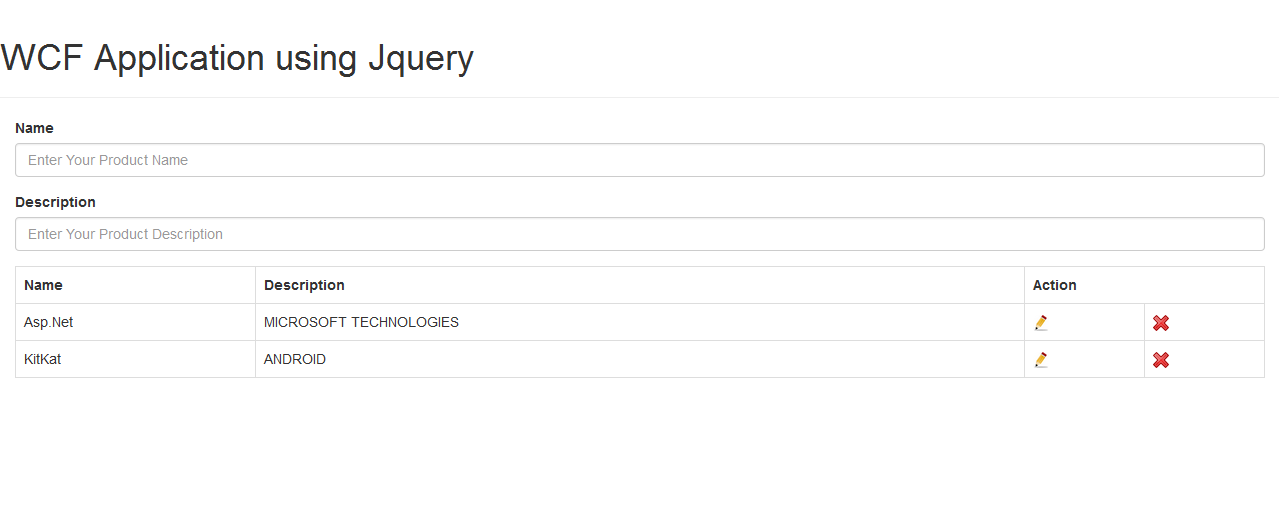 WCF Application using Jquery
Name
Enter Your Product Name
Description
Enter Your Product Description
Name Description Action
Asp.Net MICROSOFT TECHNOLOGIES
KitKat ANDROID